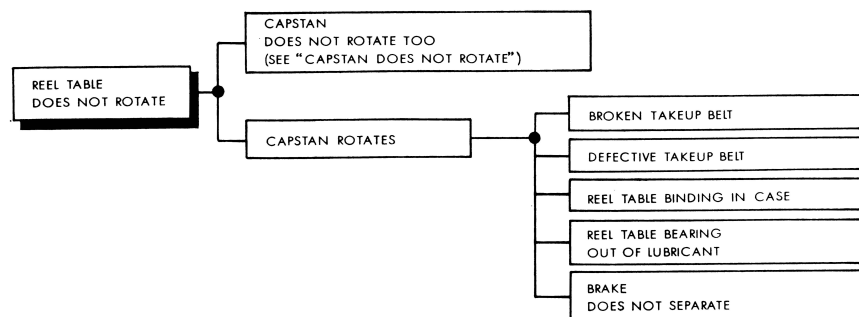 REEL TABLE
DOES NOT ROTATE
CAPSTAN
DOES NOT ROTATE TOO
(SEE “CAPSTAN DOES NOT ROTATE”)
CAPSTAN ROTATES
BROKEN TAKEUP BELT
DEFECTIVE TAKEUP BELT
REEL TABLE BINDING IN CASE
REEL TABLE BEARING
OUT OF LUBRICANT
BRAKE
DOES NOT SEPARATE